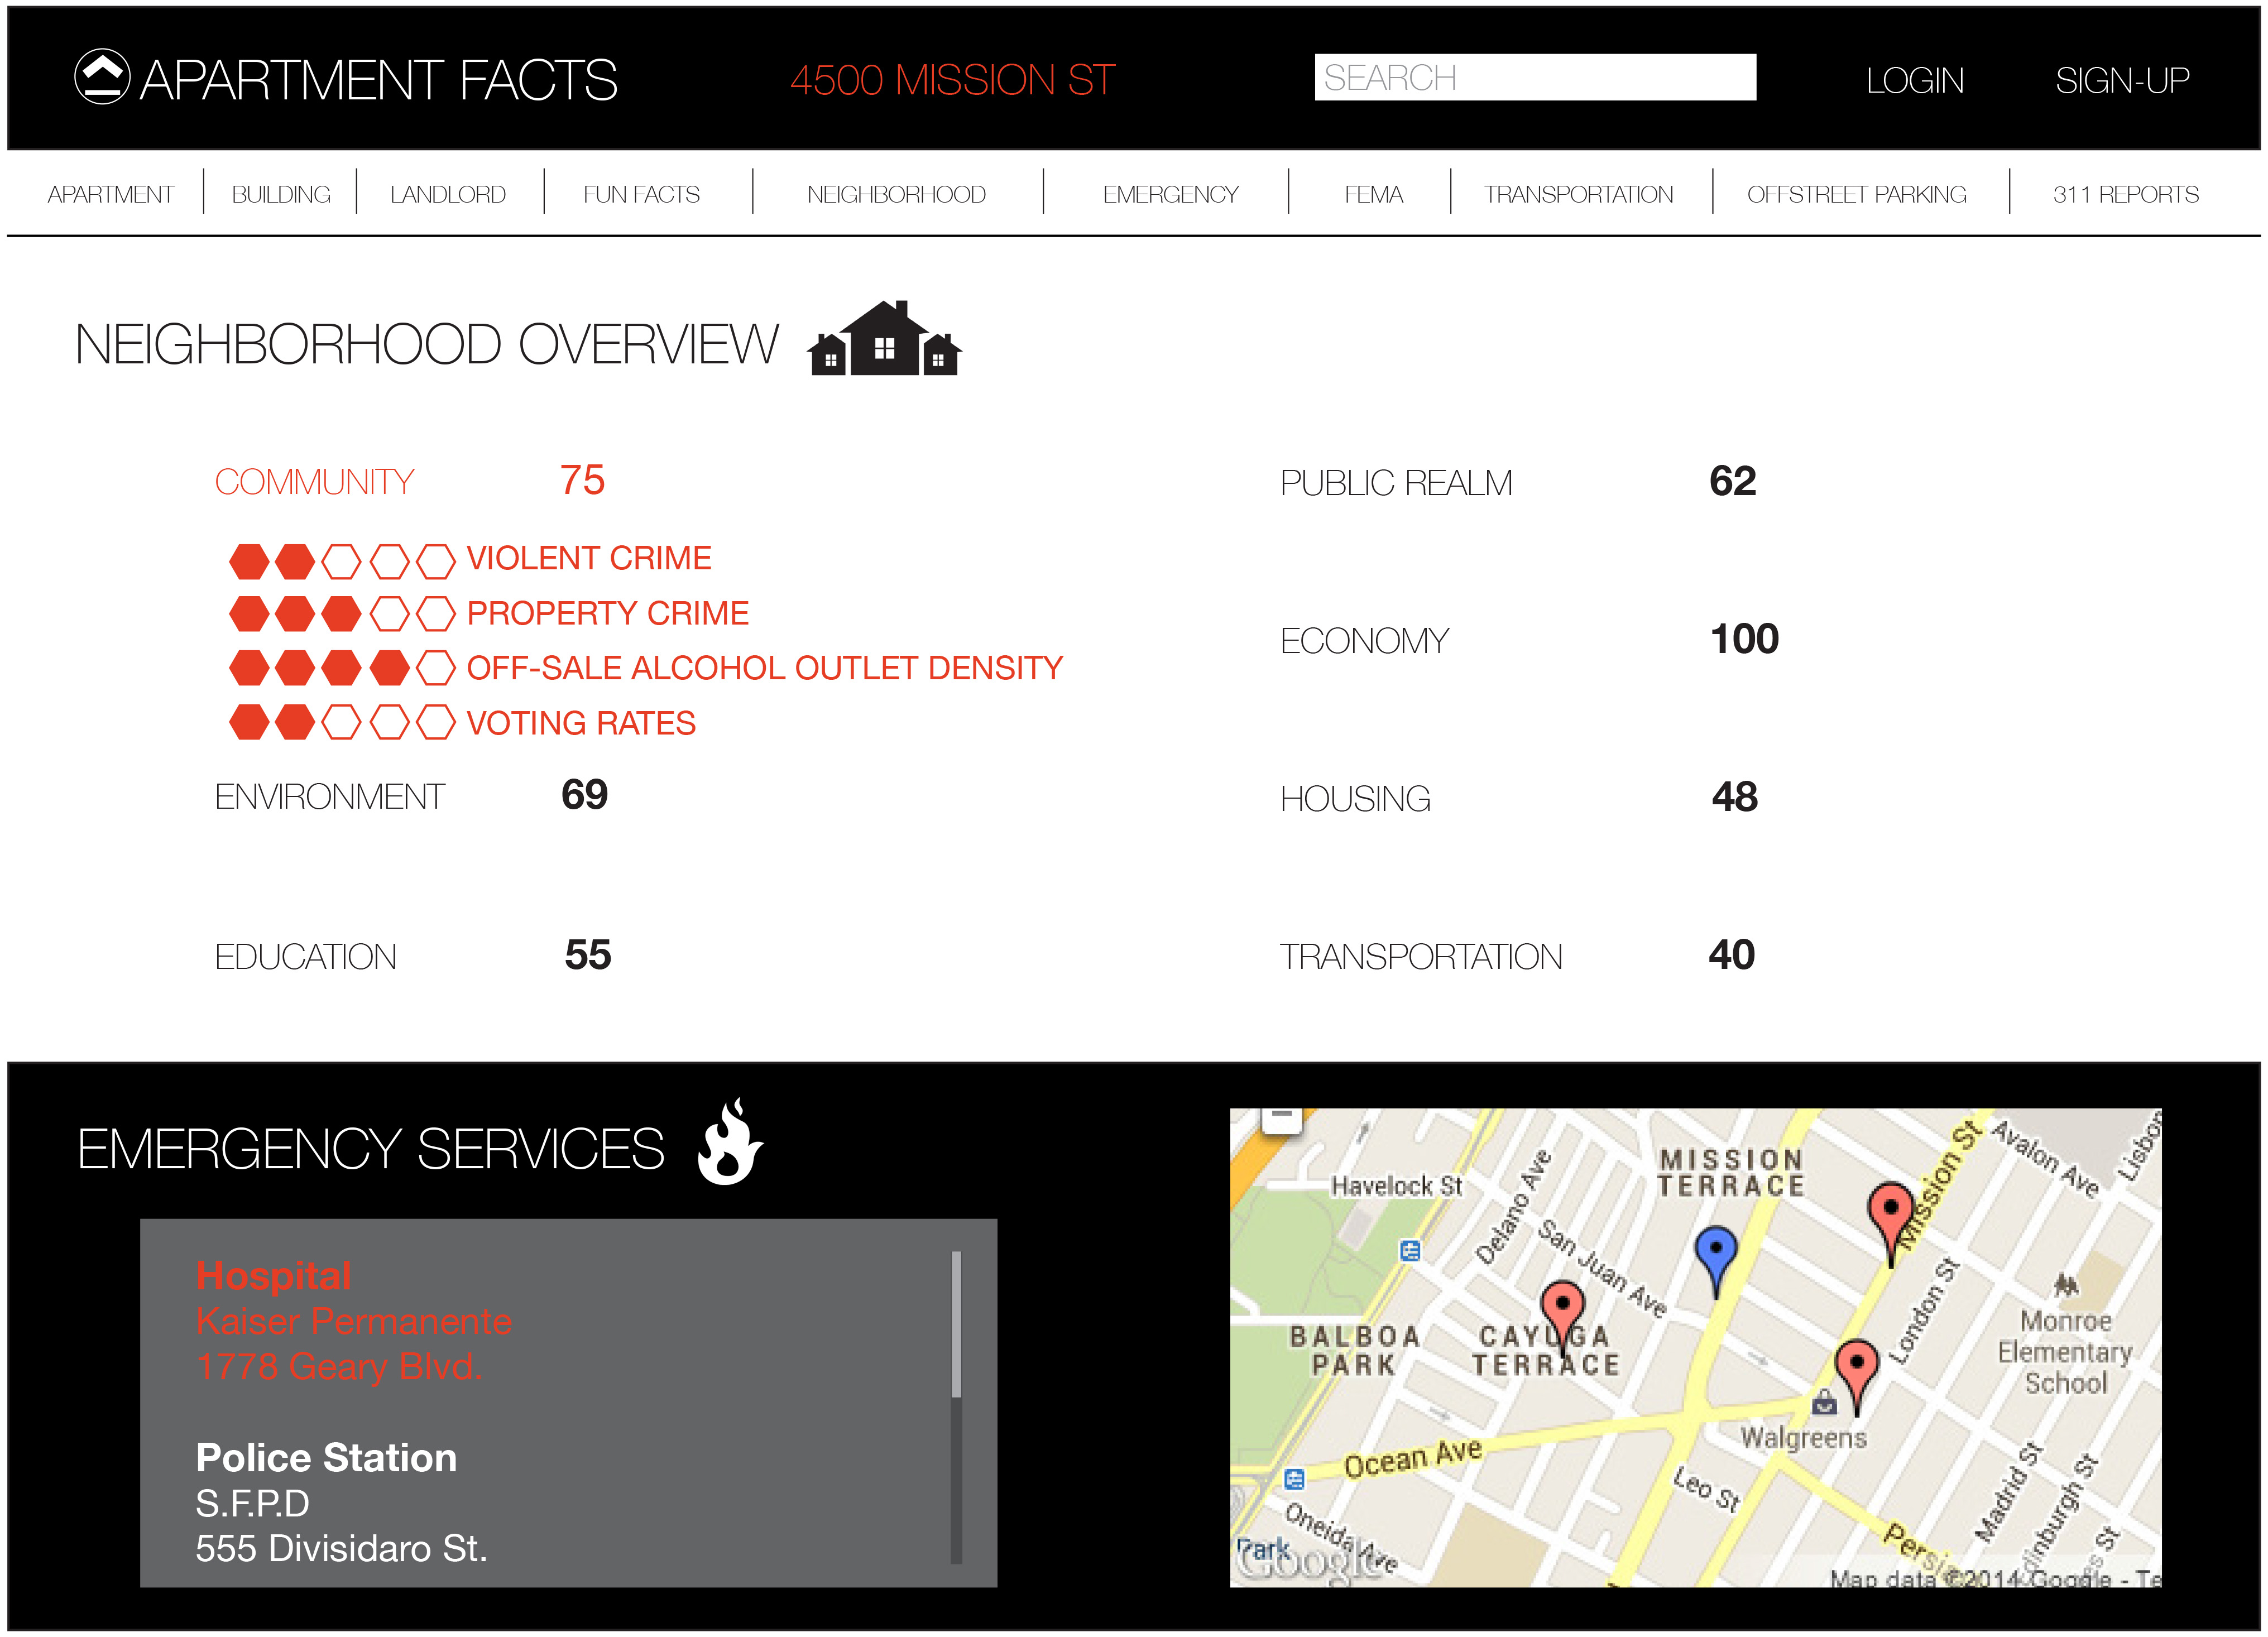 APARTMENT FACTS
4500 MISSION ST
SEARCH
LOGIN
SIGN-UP
APARTMENT
BUILDING
LANDLORD
FUN FACTS
NEIGHBORHOOD
EMERGENCY
FEMA
TRANSPORTATION
OFFSTREET PARKING
311 REPORTS
NEIGHBORHOOD OVERVIEW
COMMUNITY 75
VIOLENT CRIME
PROPERTY CRIME
OFF-SALE ALCOHOL OUTLET DENSITY
VOTING RATES
ENVIRONMENT 69
EDUCATION 55
PUBLIC REALM 62
ECONOMY 100
HOUSING 48
TRANSPORTATION 40
EMERGENCY SERVICES
Hospital
Kaiser Permanente
1778 Geary Blvd.
Police Station
S.F.P.D
555 Divisidaro St.
MISSION
TERRACE
Mission St
Avalon Ave
Havelock St
Delano Ave
San Juan Ave
London St
BALBOA
PARK
CAYUGA
TERRACE
Monroe
Elementary
School
Walgreens
Ocean Ave
Leo St
Madrid St
Oneida Ave
Park
Google
Map data ©2014 Google - Te